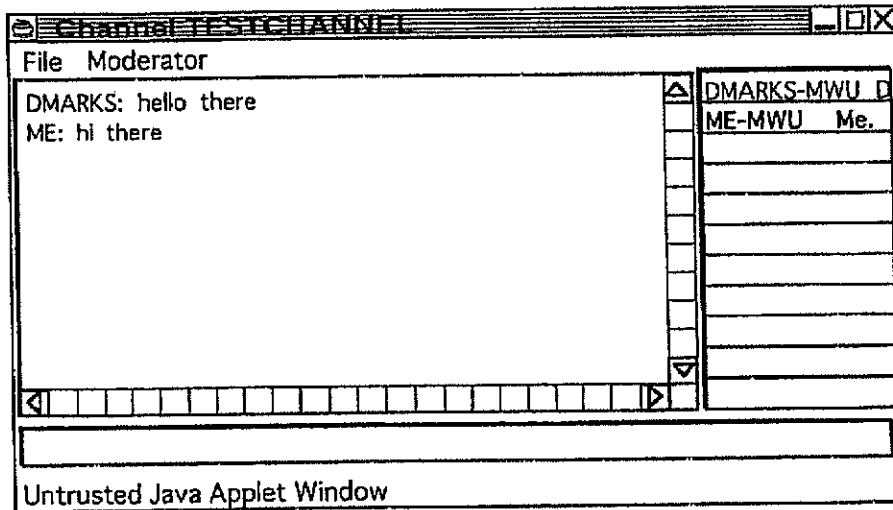 Channel TESTCHANNEL
File Moderator
DMARKS: hello there
ME: hi there
DMARKS-MWU D
ME-MWU Me.
Untrusted Java Applet Window